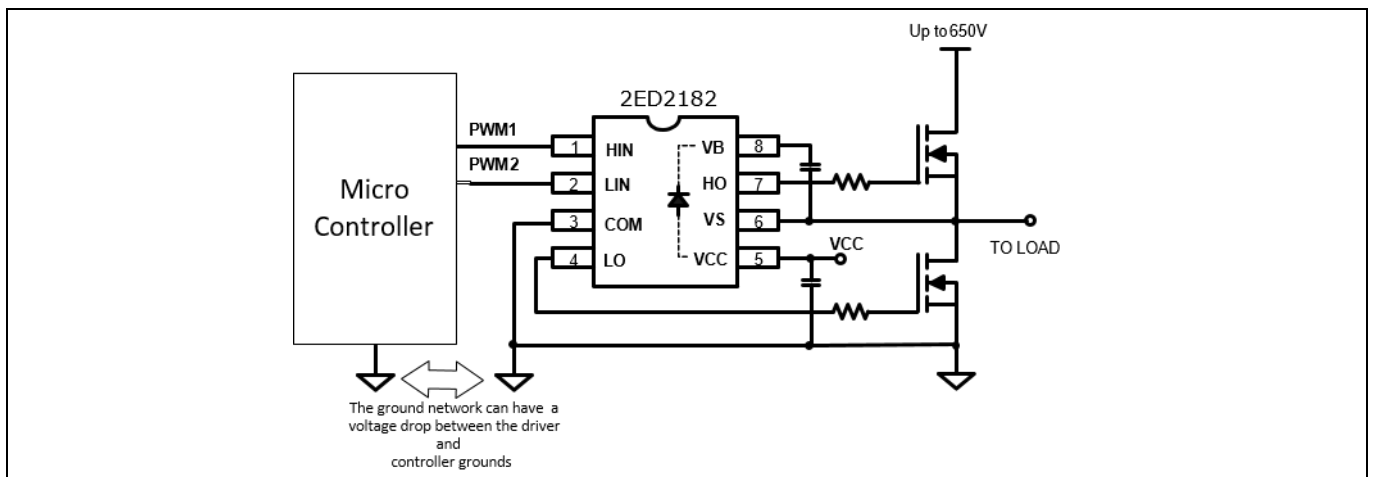 Up to 650V
2ED2182
PWM1
PWM2
Micro
Controller
1 HIN VB 8
2 LIN HO 7
3 COM VS 6
4 LO VCC 5
VCC
TO LOAD
The ground network can have a
voltage drop between the driver
and
controller grounds